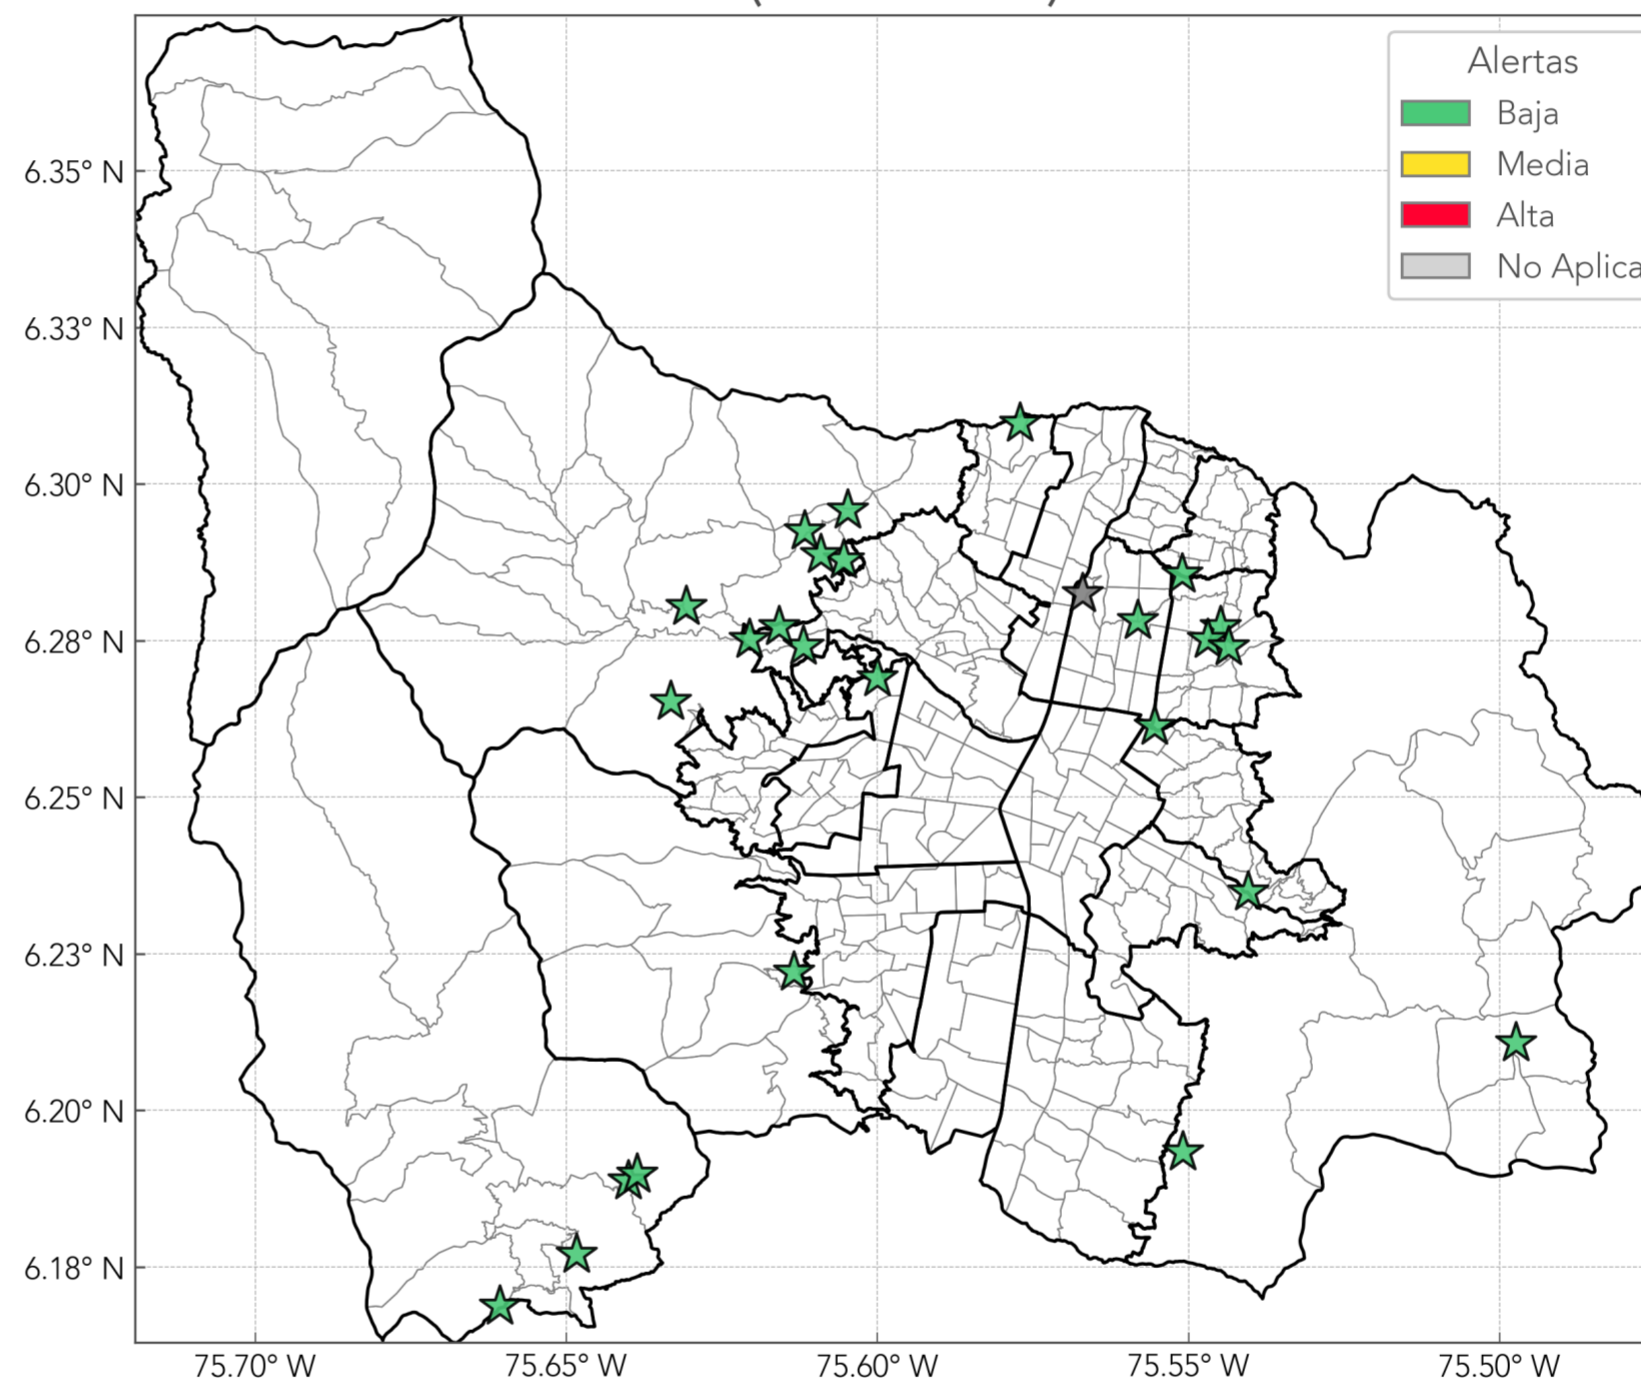 Alertas
Baja
Media
Alta
No Aplica
6.35° N
6.33° N
6.30° N
6.28° N
6.25° N
6.23° N
6.20° N
6.18° N
75.70° W 75.65° W 75.60° W 75.55° W 75.50° W